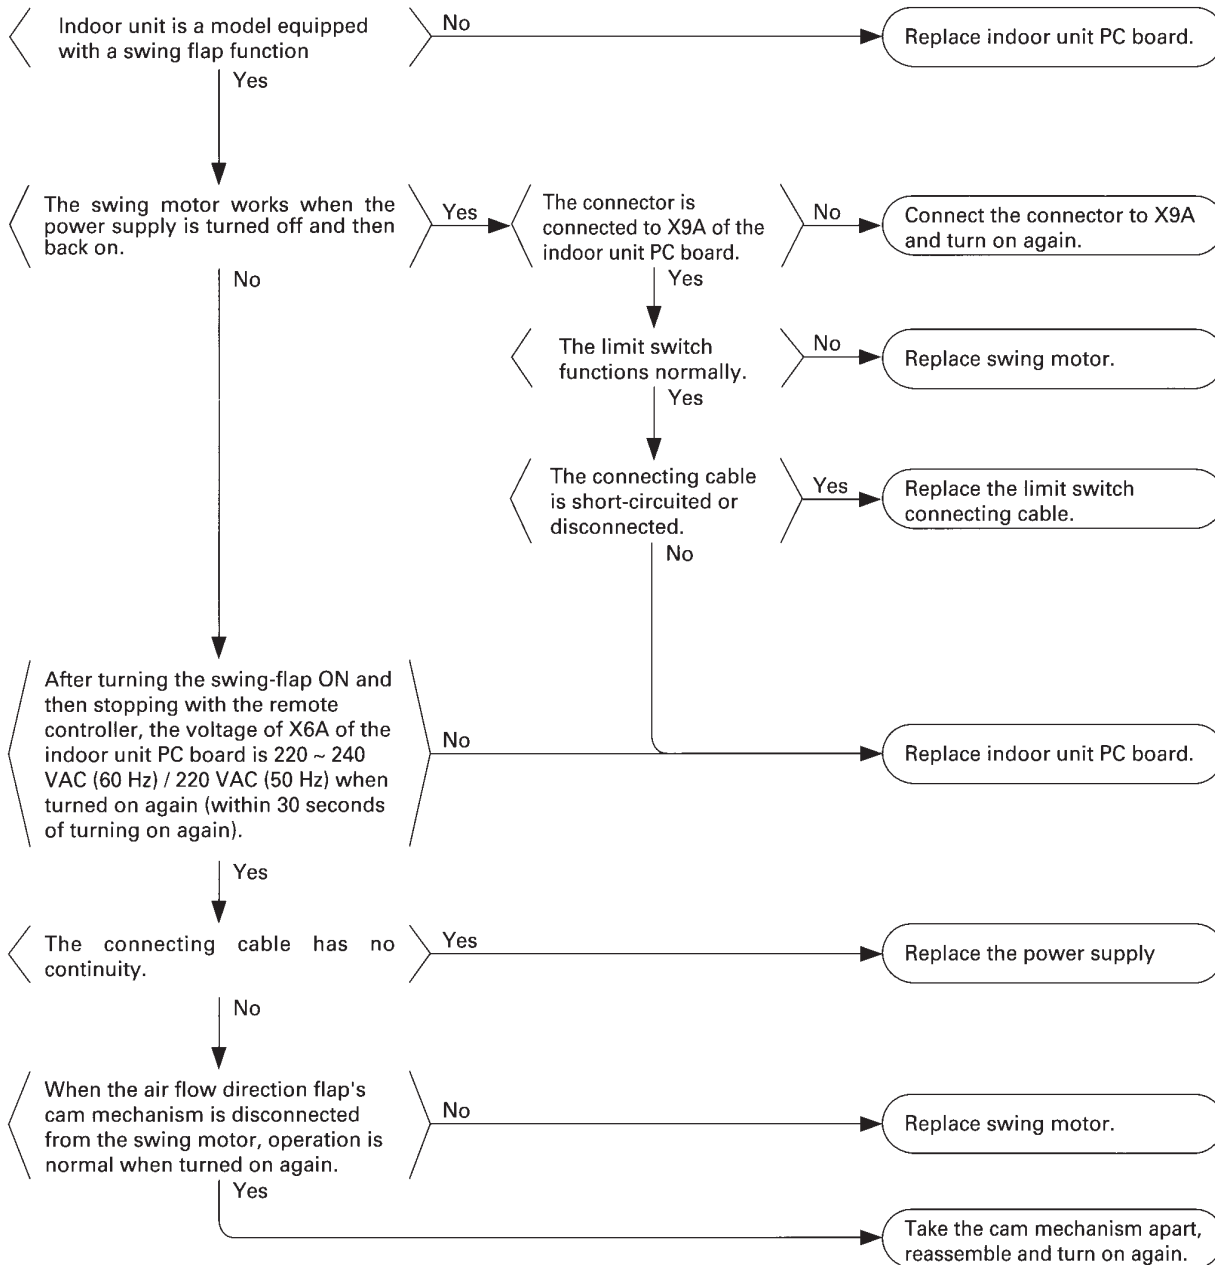 Indoor unit is a model equipped
with a swing flap function
No
Replace indoor unit PC board.
Yes
The swing motor works when the
power supply is turned off and then
back on.
Yes
The connector is
connected to X9A of the
indoor unit PC board.
No
Connect the connector to X9A
and turn on again.
No
Yes
The limit switch
functions normally.
No
Replace swing motor.
Yes
The connecting cable
is short-circuited or
disconnected.
Yes
Replace the limit switch
connecting cable.
No
After turning the swing-flap ON and
then stopping with the remote
controller, the voltage of X6A of the
indoor unit PC board is 220 ~ 240
VAC (60 Hz) / 220 VAC (50 Hz) when
turned on again (within 30 seconds
of turning on again).
No
Replace indoor unit PC board.
Yes
The connecting cable has no
continuity.
Yes
Replace the power supply
No
When the air flow direction flap's
cam mechanism is disconnected
from the swing motor, operation is
normal when turned on again.
No
Replace swing motor.
Yes
Take the cam mechanism apart,
reassemble and turn on again.